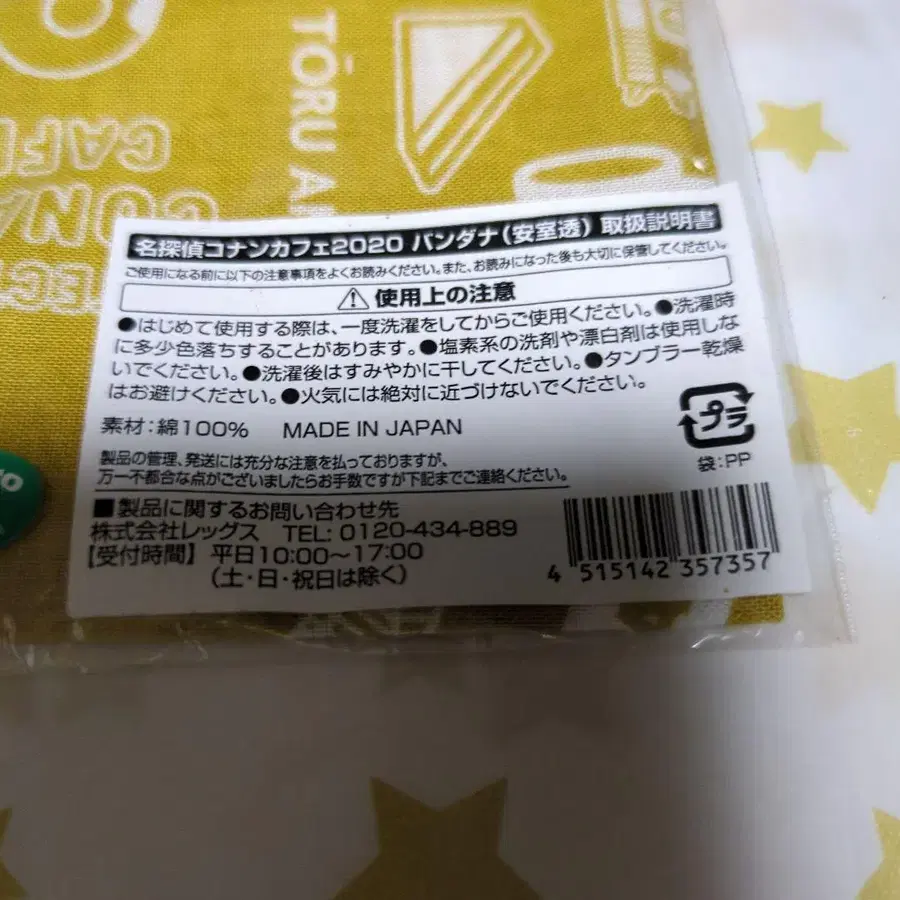 TŌRU A
CAF
CONA
名探偵コナンカフェ2020 バンダナ(安室透) 取扱説明書
ご使用になる前に以下の注意事項をよくお読みください。また、お読みになった後も大切に保管してください。
使用上の注意
●はじめて使用する際は、一度洗濯をしてからご使用ください。●洗濯時
に多少色落ちすることがあります。●塩素系の洗剤や漂白剤は使用しな
いでください。●洗濯後はすみやかに干してください。●タンブラー乾燥
はお避けください。●火気には絶対に近づけないでください。
素材:綿100% MADE IN JAPAN
プラ
袋:PP
製品の管理、発送には充分な注意を払っておりますが、
万一不都合な点がございましたらお手数ですが下記までご連絡ください。
■製品に関するお問い合わせ先
株式会社レッグス TEL: 0120-434-889
【受付時間】 平日10:00~17:00
(土・日・祝日は除く)
4 515142 357357